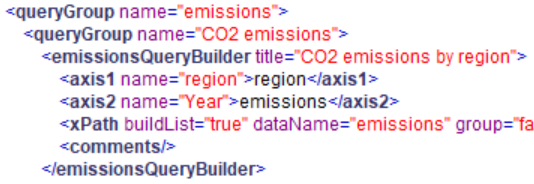 <queryGroup name="emissions">
<queryGroup name="CO2 emissions">
<emissionsQueryBuilder title="CO2 emissions by region">
<axis1 name="region">region</axis1>
<axis2 name="Year">emissions</axis2>
<xPath buildList="true" dataName="emissions" group="fa
<comments/>
</emissionsQueryBuilder>